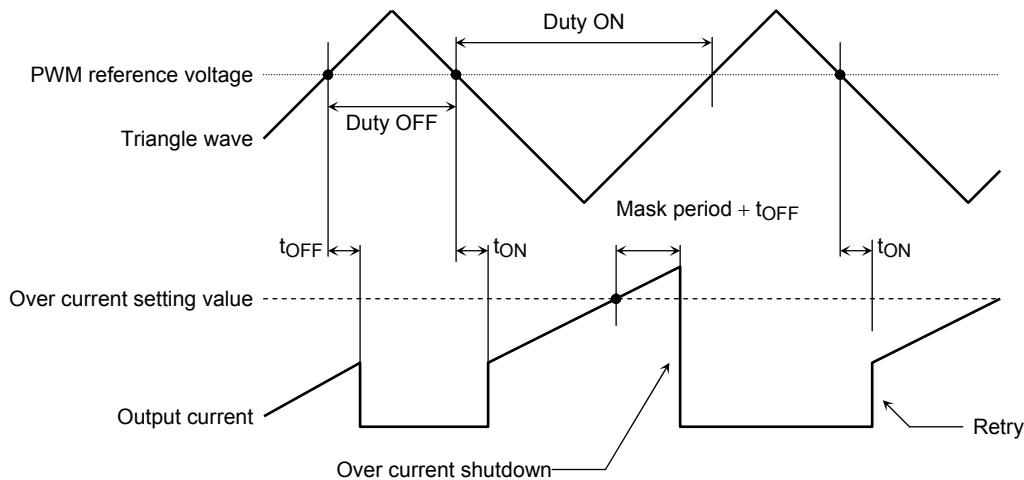 Duty ON
PWM reference voltage
Duty OFF
Triangle wave
Mask period + tOFF
tOFF
tON
tON
Over current setting value
Output current
Retry
Over current shutdown